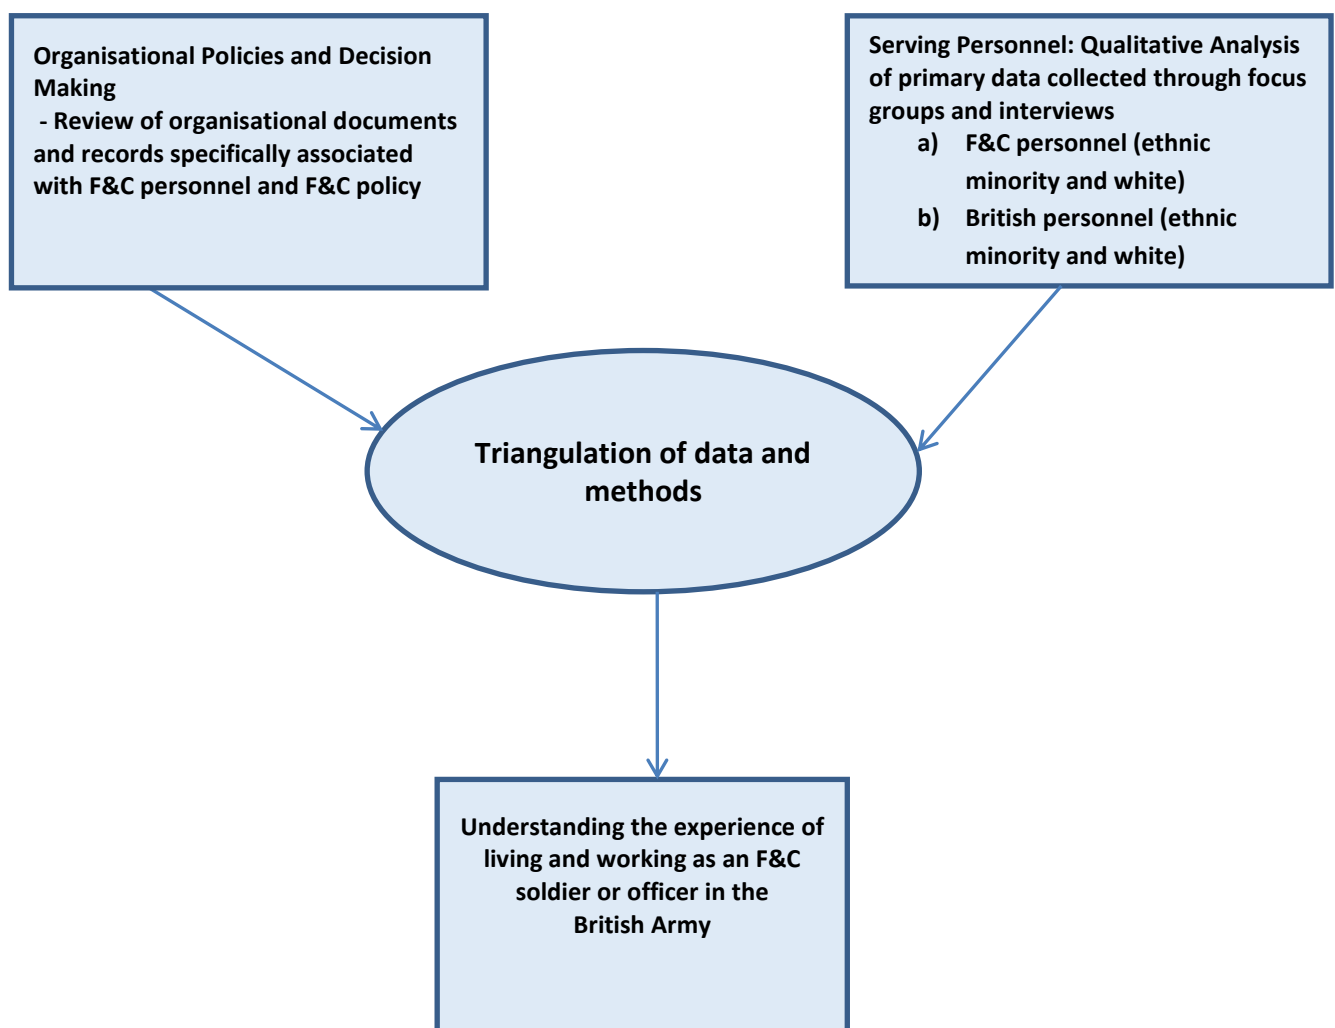 Organisational Policies and Decision
Making
- Review of organisational documents
and records specifically associated
with F&C personnel and F&C policy
Serving Personnel: Qualitative Analysis
of primary data collected through focus
groups and interviews
a) F&C personnel (ethnic
minority and white)
b) British personnel (ethnic
minority and white)
Triangulation of data and
methods
Understanding the experience of
living and working as an F&C
soldier or officer in the
British Army